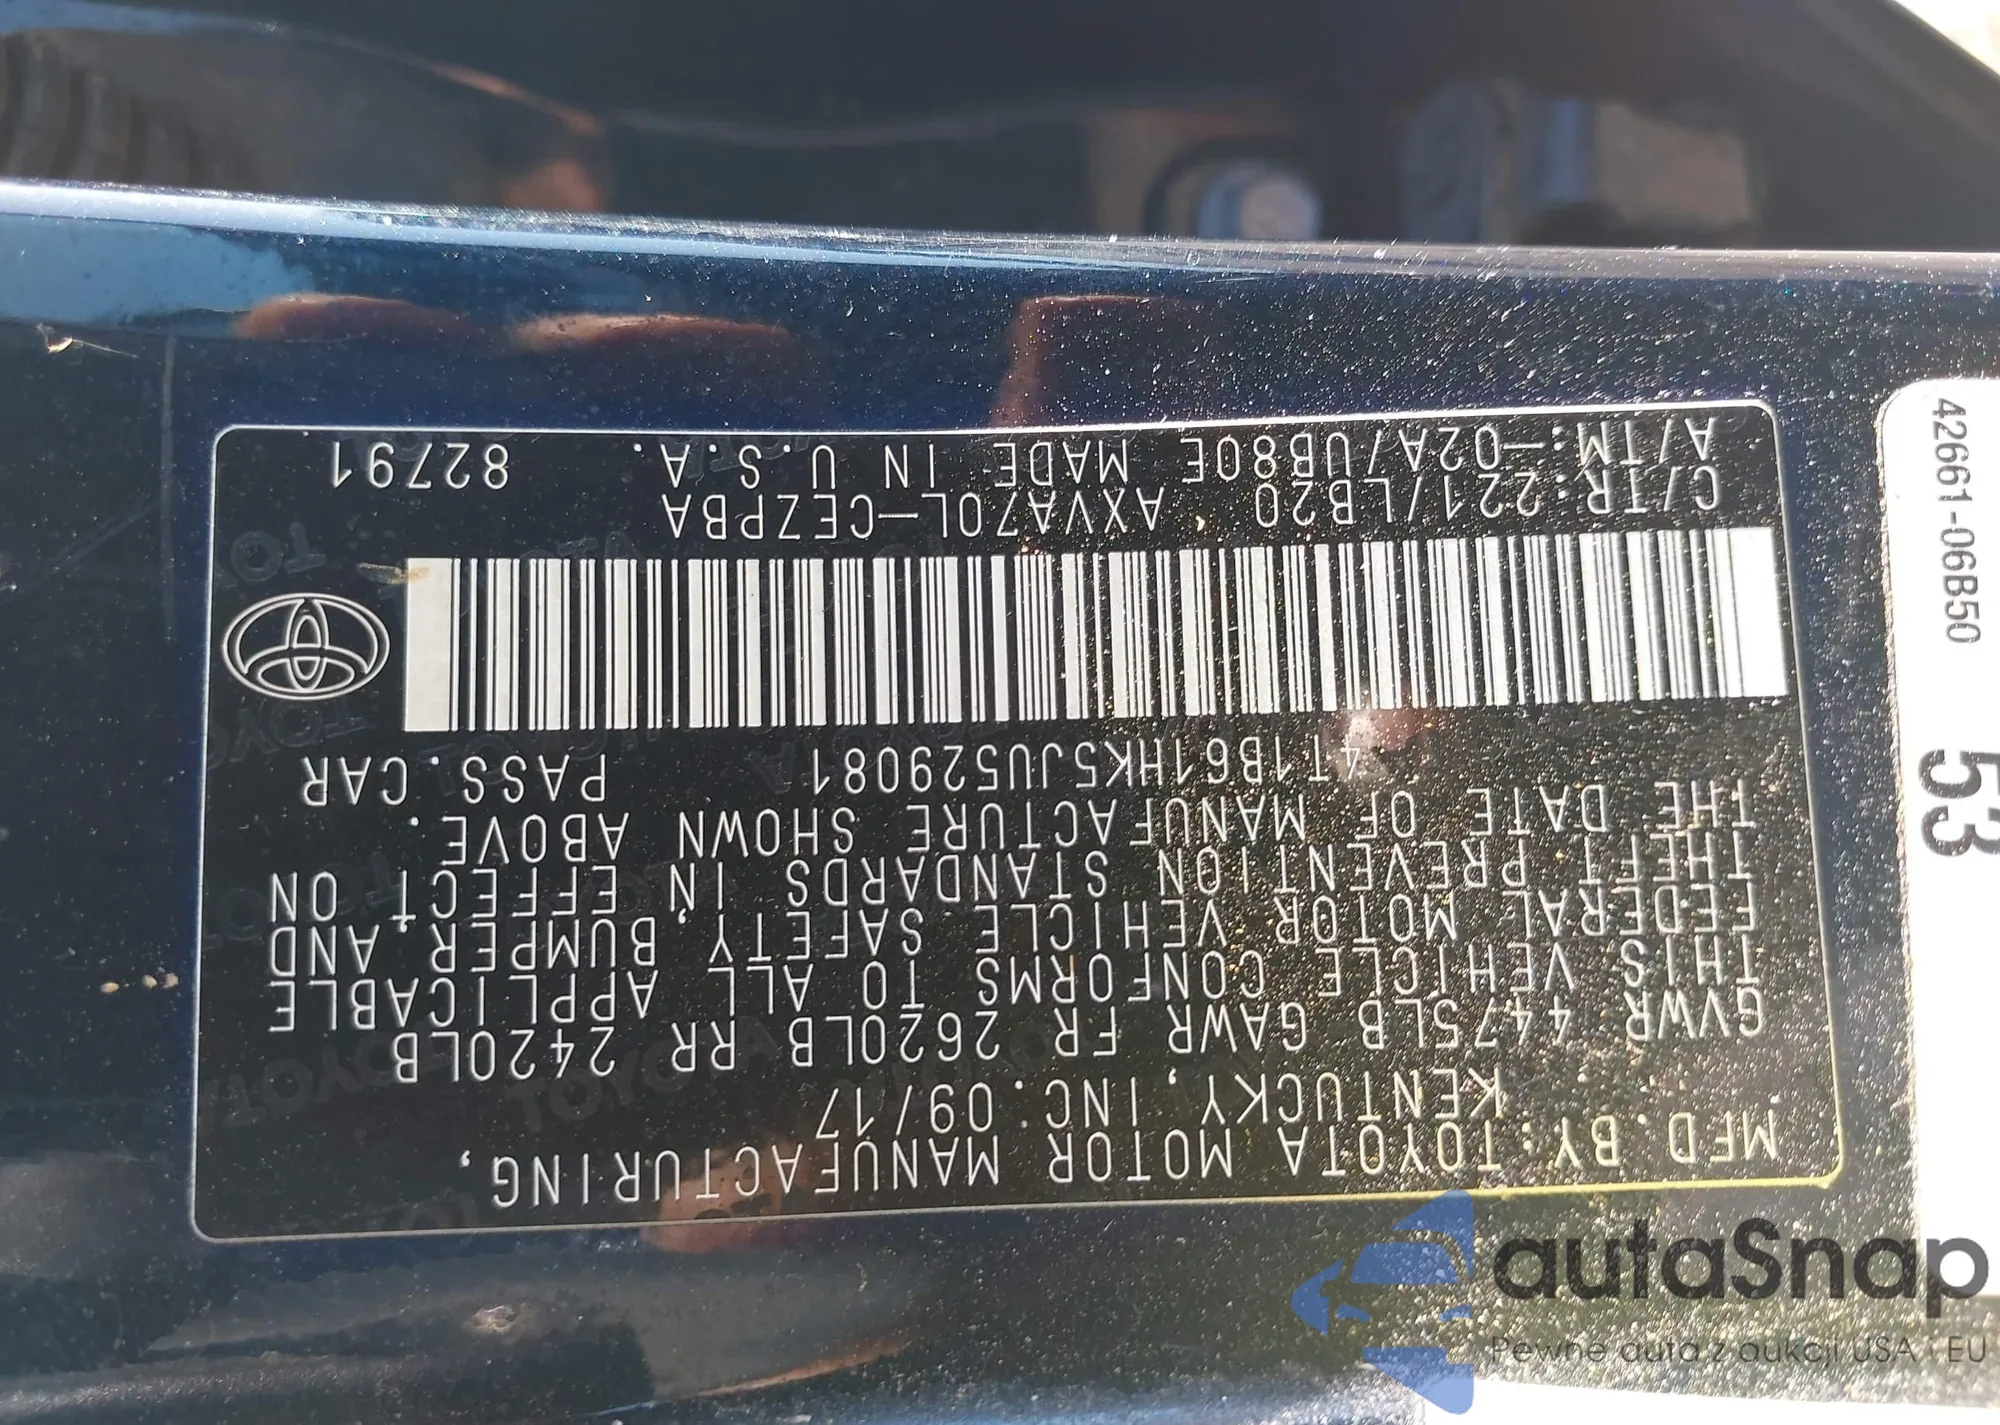 MFD.BY:TOYOTA MOTOR MANUFACTURING,
KENTUCKY,INC. 09/17
GVWR 4475LB GAWR FR 2620LB RR 2420LB
THIS VEHICLE CONFORMS TO ALL APPLICABLE
FEDERAL MOTOR VEHICLE SAFETY,BUMPER,AND
THEFT PREVENTION STANDARDS IN EFFECT ON
THE DATE OF MANUFACTURE SHOWN ABOVE.
4T1B61HK5JU529081 PASS.CAR
C/TR:221/LB20 AXVA70L-CEZPBA
A/TM:-02A/UB80E MADE IN U.S.A. 82791
42661-06B50
53
autaSnap
Pewne auta z aukcji USA i EU